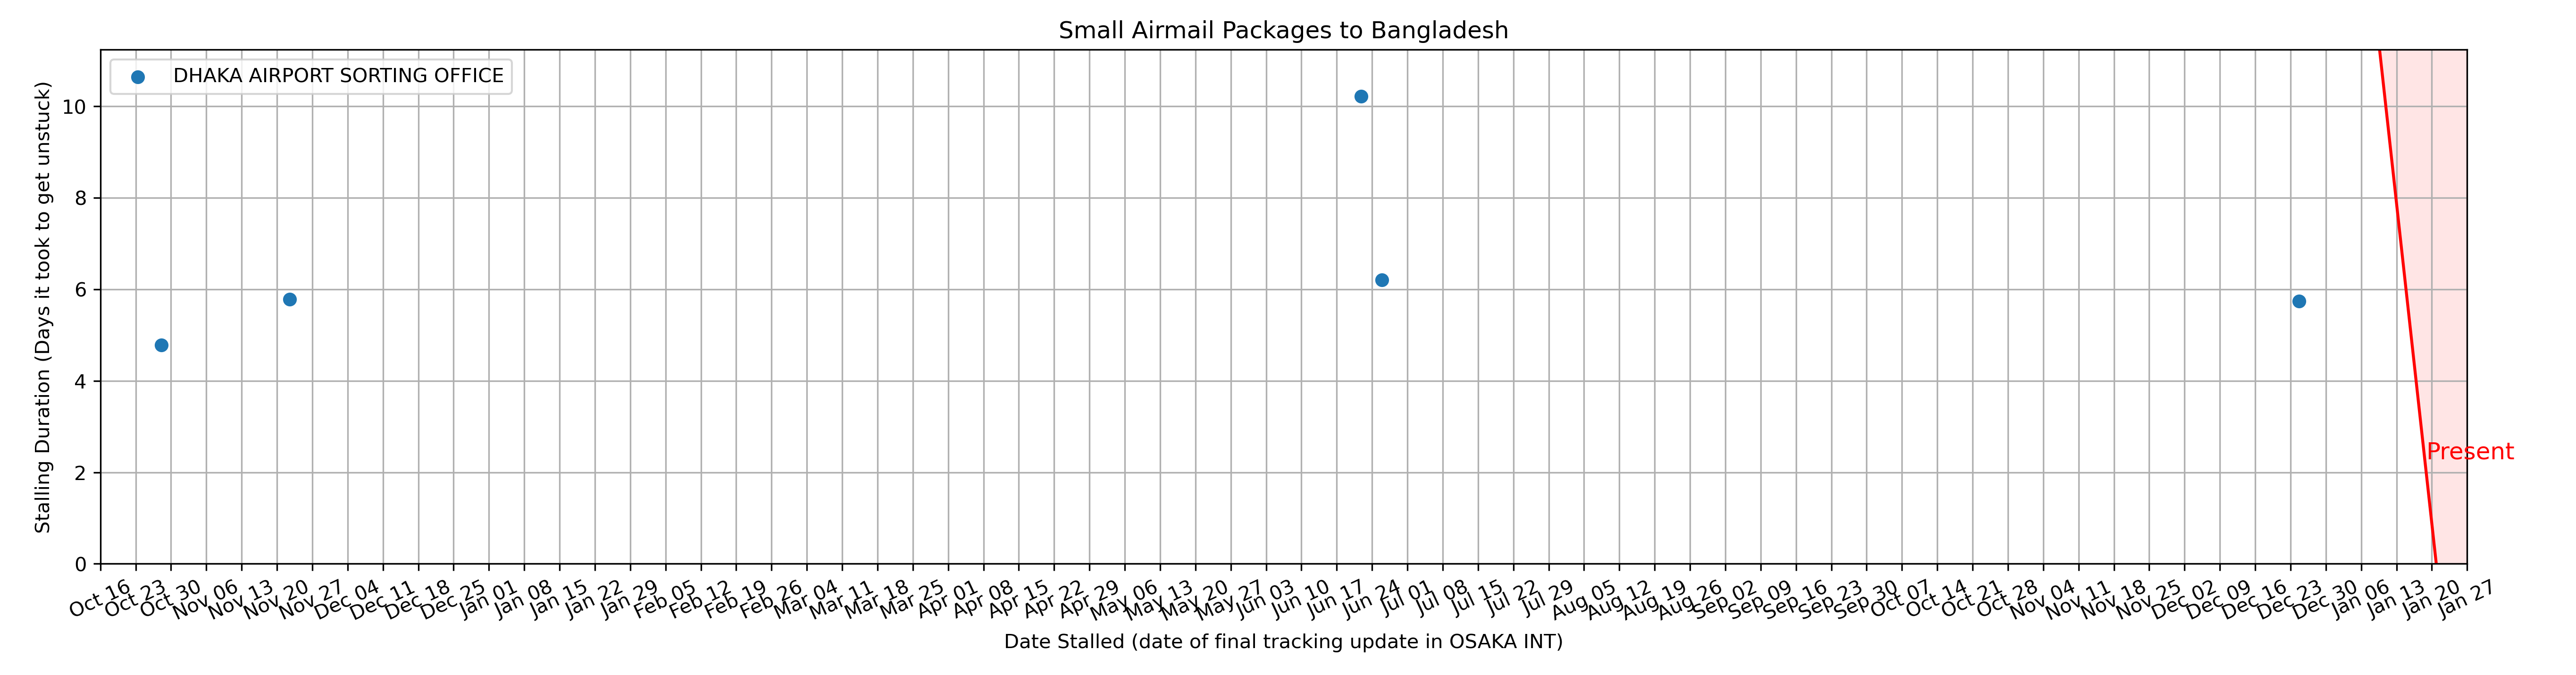 Small Airmail Packages to Bangladesh
DHAKA AIRPORT SORTING OFFICE
Stalling Duration (Days it took to get unstuck)
10
8
6
4
2
0
Present
Oct 16 Oct 23 Oct 30 Nov 06 Nov 13 Nov 20 Nov 27 Dec 04 Dec 11 Dec 18 Dec 25 Jan 01 Jan 08 Jan 15 Jan 22 Jan 29 Feb 05 Feb 12 Feb 19 Feb 26 Mar 04 Mar 11 Mar 18 Mar 25 Apr 01 Apr 08 Apr 15 Apr 22 Apr 29 May 06 May 13 May 20 May 27 Jun 03 Jun 10 Jun 17 Jun 24 Jul 01 Jul 08 Jul 15 Jul 22 Jul 29 Aug 05 Aug 12 Aug 19 Aug 26 Sep 02 Sep 09 Sep 16 Sep 23 Sep 30 Oct 07 Oct 14 Oct 21 Oct 28 Nov 04 Nov 11 Nov 18 Nov 25 Dec 02 Dec 09 Dec 16 Dec 23 Dec 30 Jan 06 Jan 13 Jan 20 Jan 27
Date Stalled (date of final tracking update in OSAKA INT)